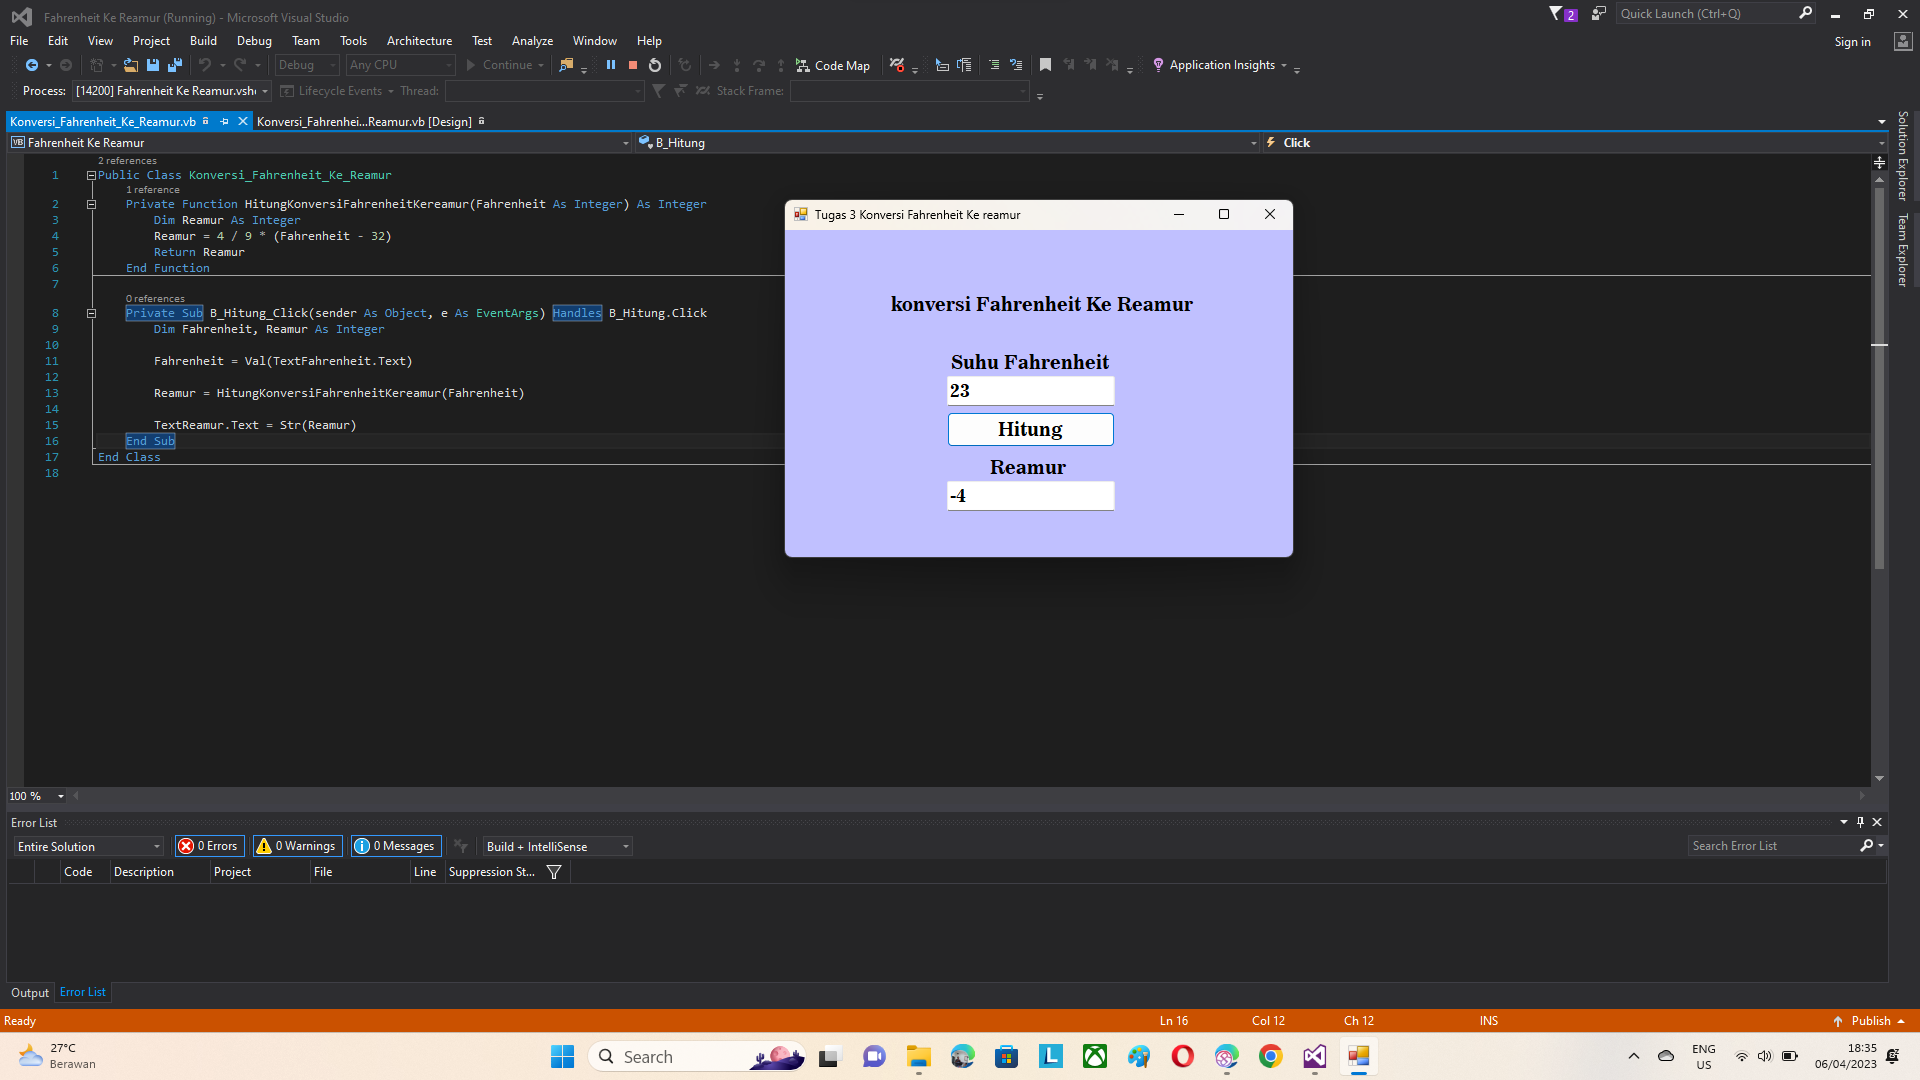 Fahrenheit Ke Reamur (Running) - Microsoft Visual Studio
2
Quick Launch (Ctrl+Q)
File Edit View Project Build Debug Team Tools Architecture Test Analyze Window Help
Sign in
Debug Any CPU Continue Code Map Application Insights
Process: [14200] Fahrenheit Ke Reamur.vsh Lifecycle Events Thread: Stack Frame:
Konversi_Fahrenheit_Ke_Reamur.vb Konversi_Fahrenhei...Reamur.vb [Design]
VB Fahrenheit Ke Reamur B_Hitung Click
Solution Explorer
Team Explorer
2 references
1 Public Class Konversi_Fahrenheit_Ke_Reamur
1 reference
2 Private Function HitungKonversiFahrenheitKereamur(Fahrenheit As Integer) As Integer
3 Dim Reamur As Integer
4 Reamur = 4 / 9 * (Fahrenheit - 32)
5 Return Reamur
6 End Function
7
0 references
8 Private Sub B_Hitung_Click(sender As Object, e As EventArgs) Handles B_Hitung.Click
9 Dim Fahrenheit, Reamur As Integer
10
11 Fahrenheit = Val(TextFahrenheit.Text)
12
13 Reamur = HitungKonversiFahrenheitKereamur(Fahrenheit)
14
15 TextReamur.Text = Str(Reamur)
16 End Sub
17 End Class
18
Tugas 3 Konversi Fahrenheit Ke reamur
konversi Fahrenheit Ke Reamur
Suhu Fahrenheit
23
Hitung
Reamur
-4
100 %
Error List
Entire Solution 0 Errors 0 Warnings 0 Messages Build + IntelliSense Search Error List
Code Description Project File Line Suppression St...
Output Error List
Ready Ln 16 Col 12 Ch 12 INS Publish
27°C
Berawan
Search
L
ENG
US
18:35
06/04/2023